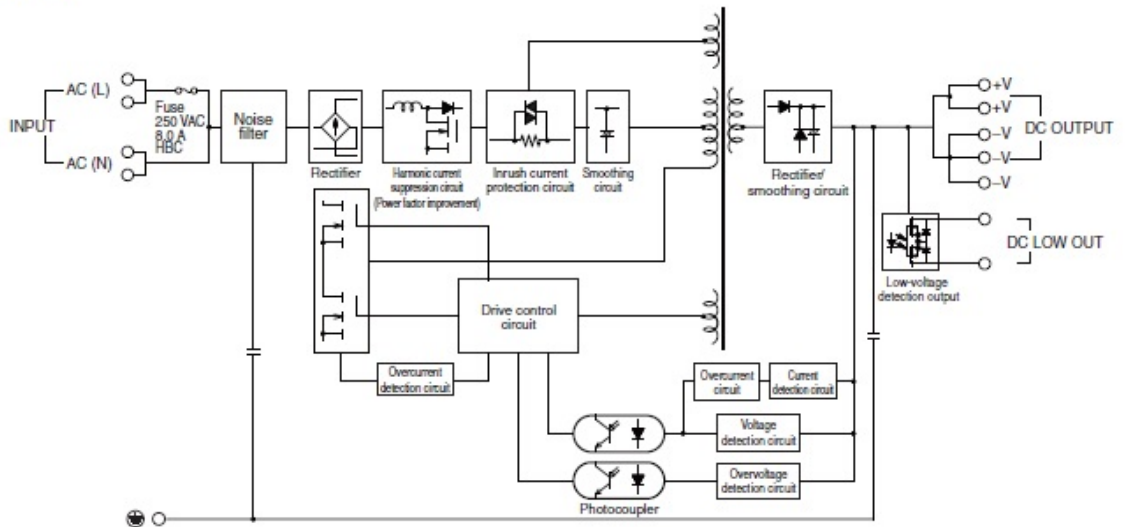 INPUT
AC (L)
AC (N)
Fuse
250 VAC
8.0 A
HBC
Noise
filter
Rectifier
Harmonic current
suppression circuit
(Power factor improvement)
Inrush current
protection circuit
Smoothing
circuit
Rectifier/
smoothing circuit
+V
+V
–V
–V
–V
DC OUTPUT
DC LOW OUT
Low-voltage
detection output
Drive control
circuit
Overcurrent
detection circuit
Overcurrent
circuit
Current
detection circuit
Voltage
detection circuit
Overvoltage
detection circuit
Photocoupler